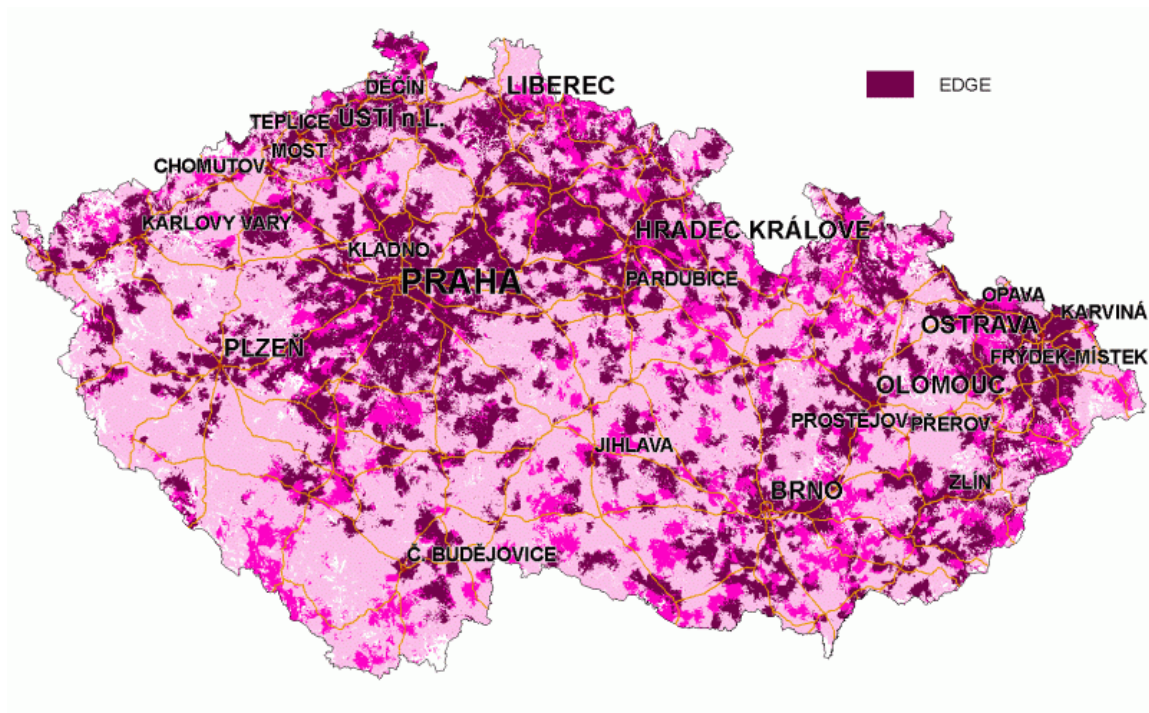 DĚČÍN
LIBEREC
EDGE
TEPLICE
ÚSTÍ n.L.
MOST
CHOMUTOV
KARLOVY VARY
HRADEC KRÁLOVÉ
KLADNO
PRAHA
PARDUBICE
OPAVA
KARVINÁ
OSTRAVA
PLZEŇ
FRÝDEK-MÍSTEK
OLOMOUC
PROSTĚJOV
PŘEROV
JIHLAVA
ZLÍN
BRNO
Č. BUDĚJOVICE